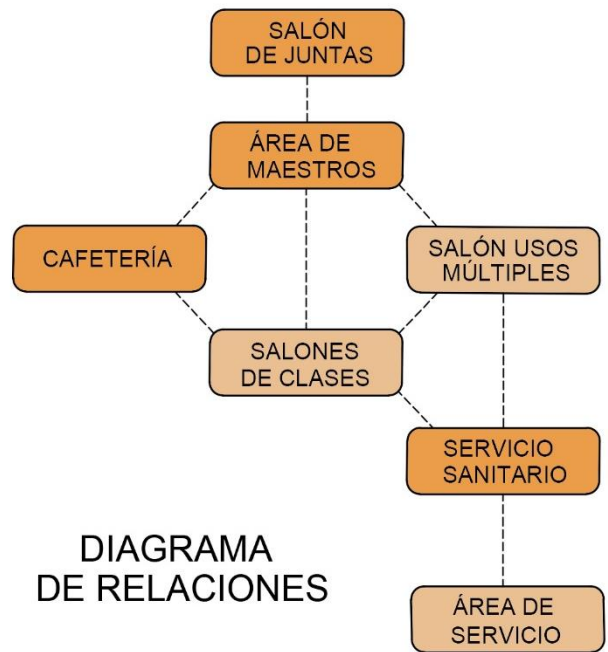 SALÓN
DE JUNTAS
ÁREA DE
MAESTROS
CAFETERÍA
SALÓN USOS
MÚLTIPLES
SALONES
DE CLASES
SERVICIO
SANITARIO
DIAGRAMA
DE RELACIONES
ÁREA DE
SERVICIO